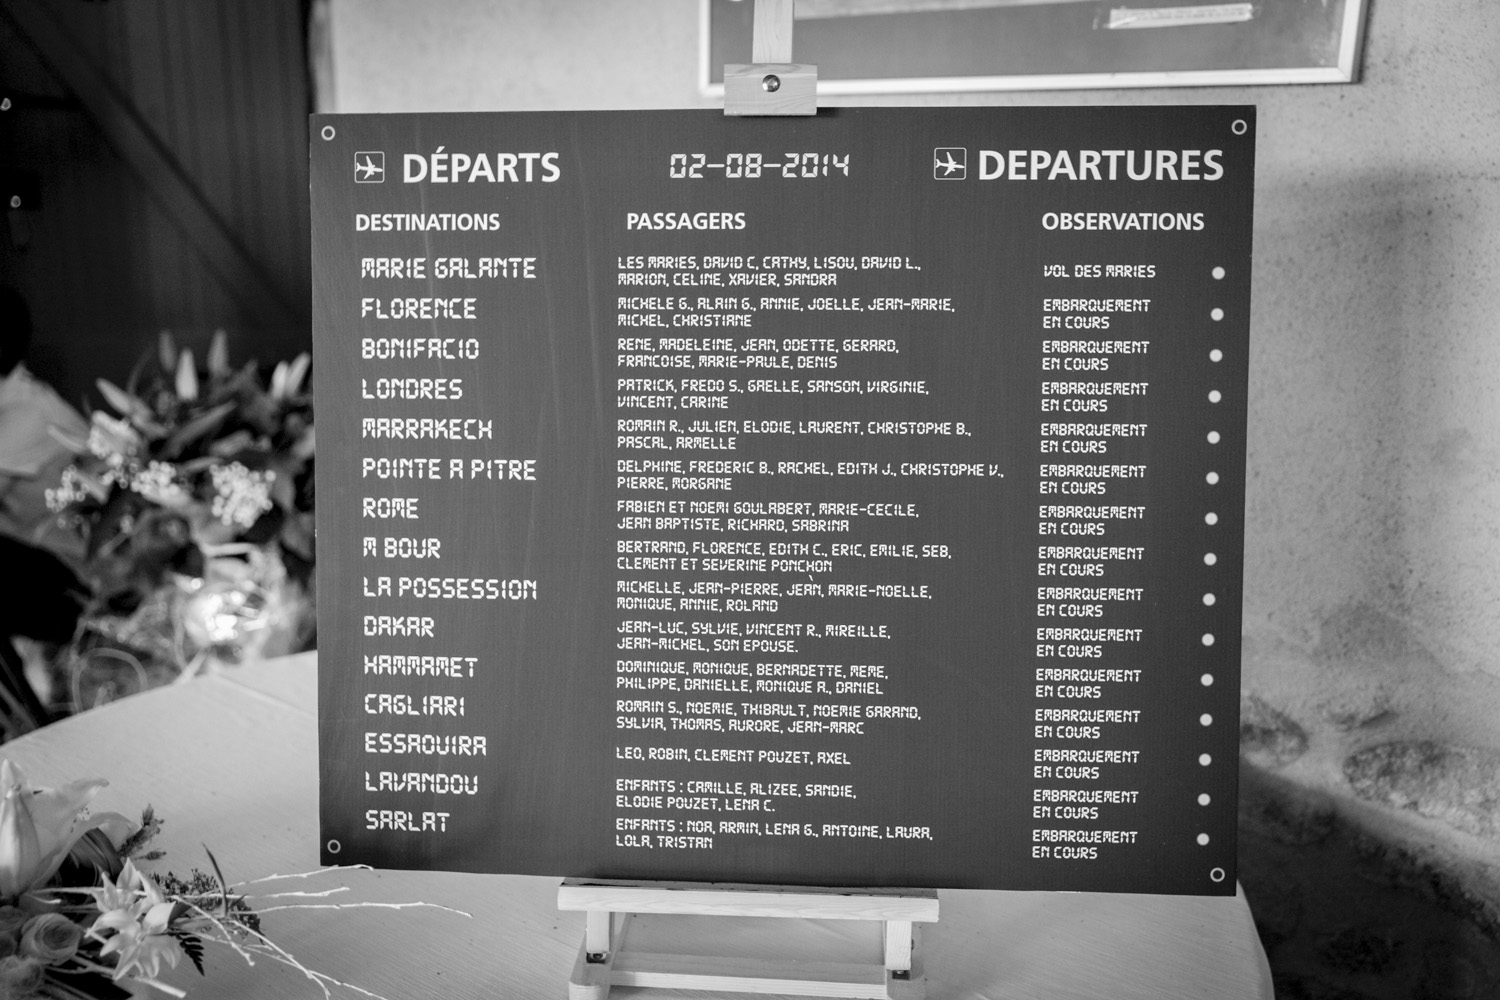 DÉPARTS 02-08-2014 DEPARTURES
DESTINATIONS PASSAGERS OBSERVATIONS
MARIE GALANTE LES MARIES, DAVID C, CATHY, LISOU, DAVID L., VOL DES MARIES
MARION, CELINE, XAVIER, SANDRA
FLORENCE MICHELE G., ALAIN G., ANNIE, JOELLE, JEAN-MARIE, EMBARQUEMENT
MICHEL, CHRISTIANE EN COURS
BONIFACIO RENE, MADELEINE, JEAN, ODETTE, GERARD, EMBARQUEMENT
FRANCOISE, MARIE-PAULE, DENIS EN COURS
LONDRES PATRICK, FREDO S., GAELLE, SANSON, VIRGINIE, EMBARQUEMENT
VINCENT, CARINE EN COURS
MARRAKECH ROMAIN R., JULIEN, ELODIE, LAURENT, CHRISTOPHE B., EMBARQUEMENT
PASCAL, ARMELLE EN COURS
POINTE A PITRE DELPHINE, FREDERIC B., RACHEL, EDITH J., CHRISTOPHE V., EMBARQUEMENT
PIERRE, MORGANE EN COURS
ROME FABIEN ET NOEMI GOULABERT, MARIE-CECILE, EMBARQUEMENT
JEAN BAPTISTE, RICHARD, SABRINA EN COURS
M BOUR BERTRAND, FLORENCE, EDITH C., ERIC, EMILIE, SEB, EMBARQUEMENT
CLEMENT ET SEVERINE PONCHON EN COURS
LA POSSESSION MICHELLE, JEAN-PIERRE, JEAN, MARIE-NOELLE, EMBARQUEMENT
MONIQUE, ANNIE, ROLAND EN COURS
DAKAR JEAN-LUC, SYLVIE, VINCENT R., MIREILLE, EMBARQUEMENT
JEAN-MICHEL, SON EPOUSE. EN COURS
HAMMAMET DOMINIQUE, MONIQUE, BERNADETTE, MEME, EMBARQUEMENT
PHILIPPE, DANIELLE, MONIQUE A., DANIEL EN COURS
CAGLIARI ROMAIN S., NOEMIE, THIBAULT, NOEMIE GARAND, EMBARQUEMENT
SYLVIA, THOMAS, AURORE, JEAN-MARC EN COURS
ESSAOUIRA LEO, ROBIN, CLEMENT POUZET, AXEL EMBARQUEMENT
EN COURS
LAVANDOU ENFANTS : CAMILLE, ALIZEE, SANDIE, EMBARQUEMENT
ELODIE POUZET, LENA C. EN COURS
SARLAT ENFANTS : NOA, ARMIN, LENA G., ANTOINE, LAURA, EMBARQUEMENT
LOLA, TRISTAN EN COURS